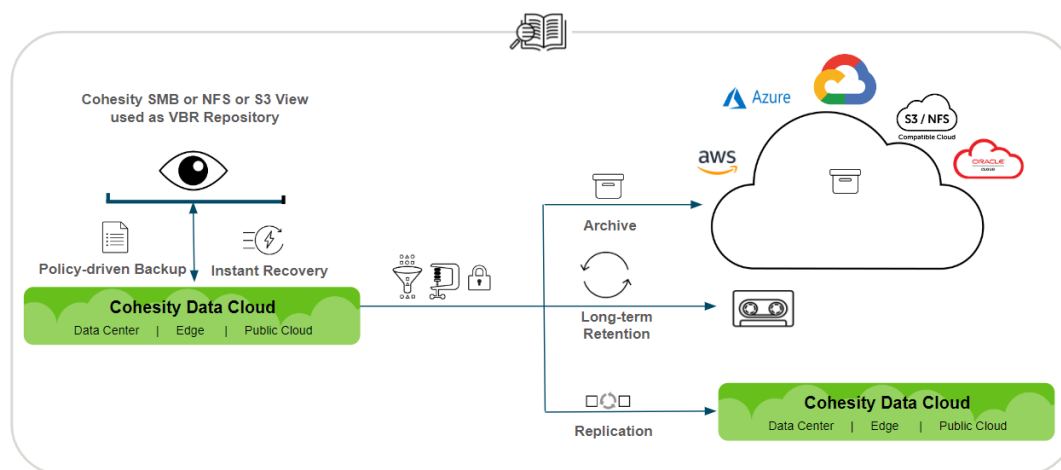 Cohesity SMB or NFS or S3 View
used as VBR Repository
Policy-driven Backup
Instant Recovery
Cohesity Data Cloud
Data Center | Edge | Public Cloud
Archive
Long-term
Retention
Replication
Azure
aws
S3 / NFS
Compatible Cloud
ORACLE
CLOUD
Cohesity Data Cloud
Data Center | Edge | Public Cloud